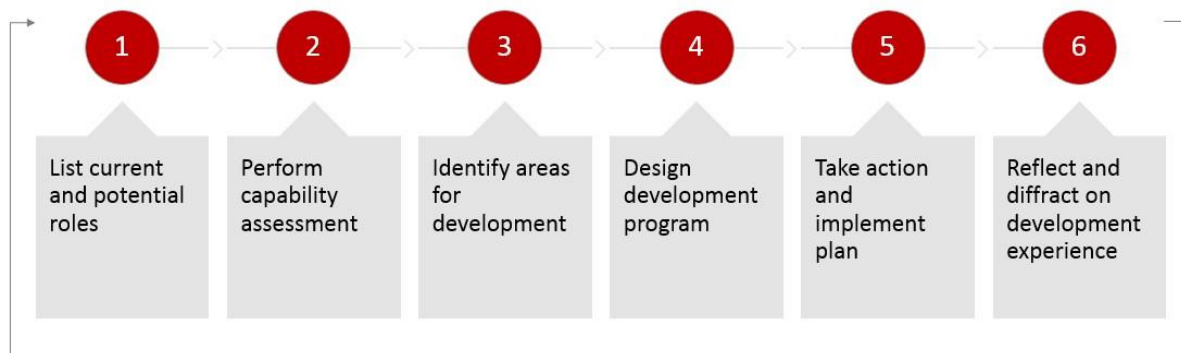 1
2
3
4
5
6
List current
and potential
roles
Perform
capability
assessment
Identify areas
for
development
Design
development
program
Take action
and
implement
plan
Reflect and
diffract on
development
experience